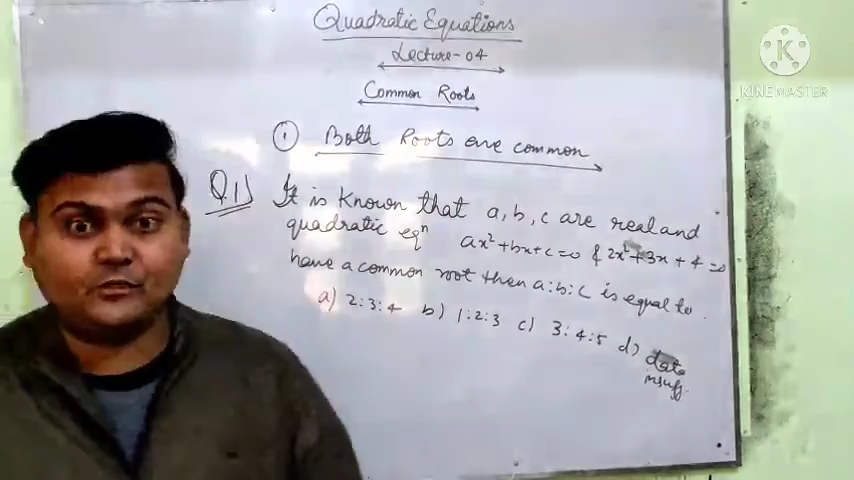 Quadratic Equations
Lecture-04
Common Roots
① Both Roots are common
Q.1) It is known that a, b, c are real and
quadratic eqⁿ ax²+bx+c=0 & 2x²+3x+4=0
have a common root then a:b:c is equal to
a) 2:3:4 b) 1:2:3 c) 3:4:5 d) data
insuff.
K
KINEMASTER